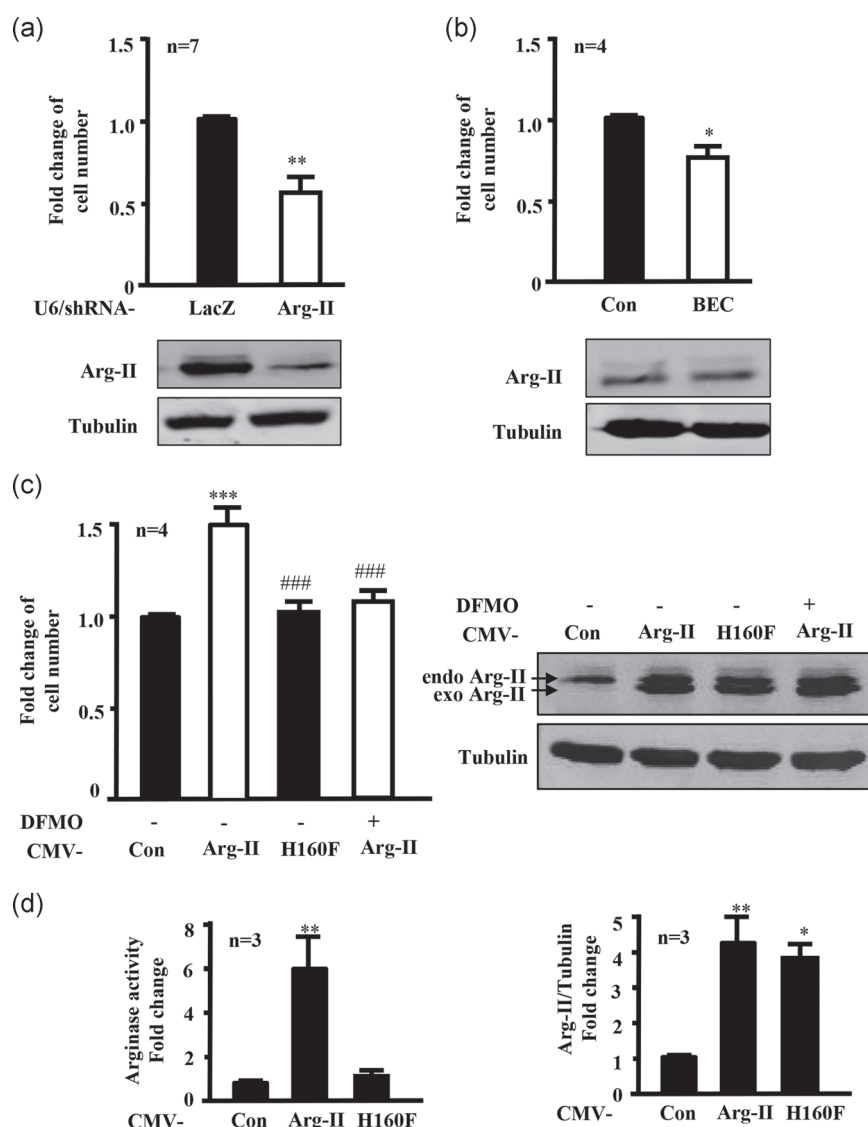 (a)
1.5
n=7
1.0
**
0.5
0
Fold change of
cell number
U6/shRNA-
LacZ
Arg-II
Arg-II
Tubulin
(b)
1.5
n=4
1.0
*
0.5
0
Fold change of
cell number
Con
BEC
Arg-II
Tubulin
(c)
***
1.5
n=4
###
###
1.0
0.5
0
Fold change of
cell number
DFMO
-
-
-
+
CMV-
Con
Arg-II
H160F
Arg-II
DFMO
-
-
-
+
CMV-
Con
Arg-II
H160F
Arg-II
endo Arg-II
exo Arg-II
Tubulin
(d)
8
n=3
**
6
4
2
0
Arginase activity
Fold change
CMV-
Con
Arg-II
H160F
5
n=3
**
*
4
3
2
1
0
Arg-II/Tubulin
Fold change
CMV-
Con
Arg-II
H160F